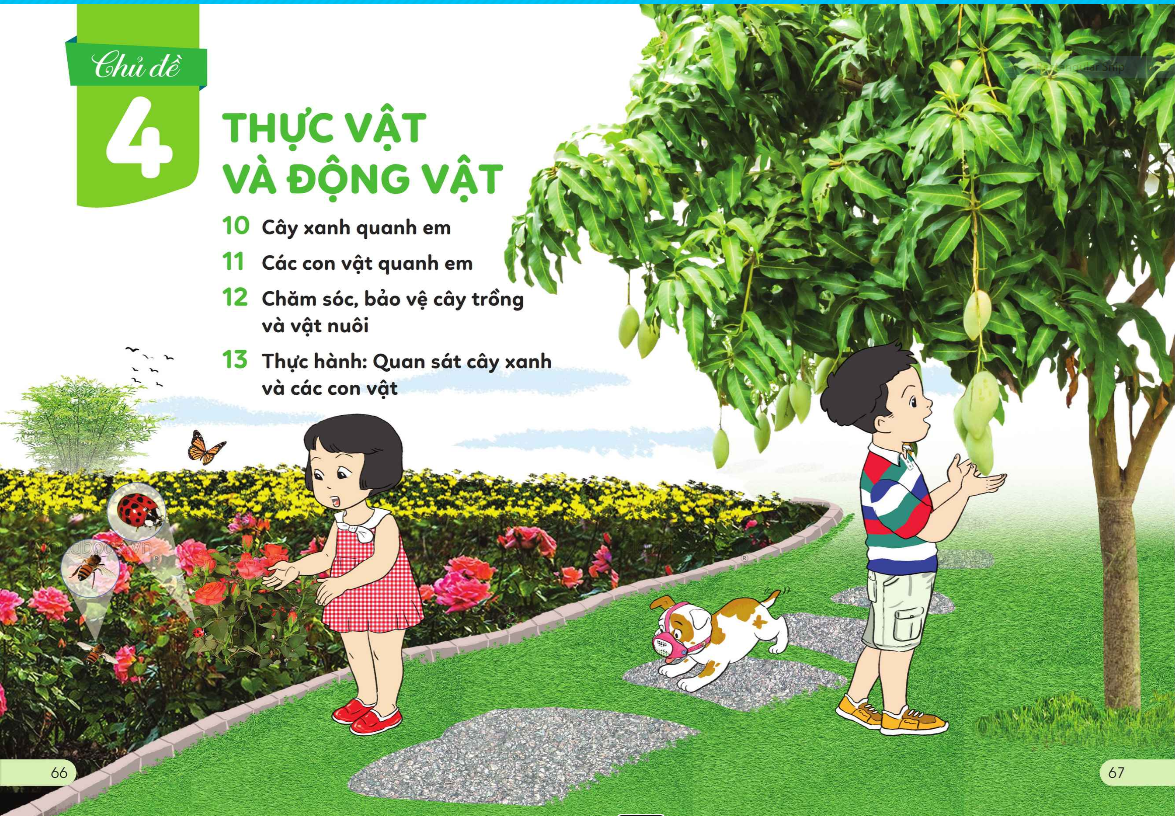 Chủ đề
4
THỰC VẬT
VÀ ĐỘNG VẬT
10 Cây xanh quanh em
11 Các con vật quanh em
12 Chăm sóc, bảo vệ cây trồng
và vật nuôi
13 Thực hành: Quan sát cây xanh
và các con vật
66
67